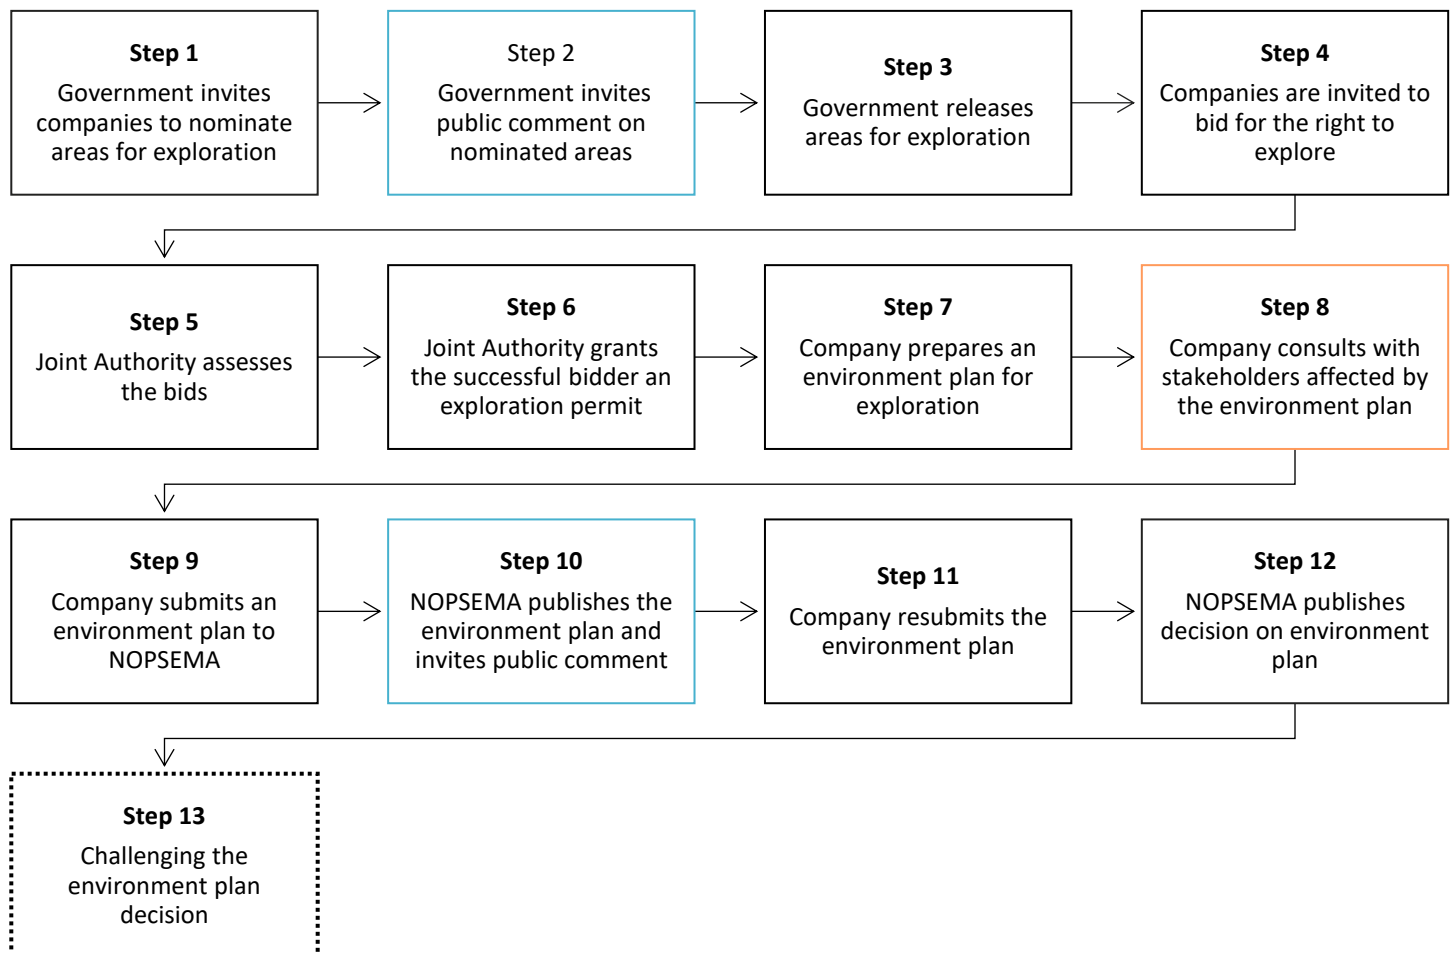 Step 1
Government invites
companies to nominate
areas for exploration
Step 2
Government invites
public comment on
nominated areas
Step 3
Government releases
areas for exploration
Step 4
Companies are invited to
bid for the right to
explore
Step 5
Joint Authority assesses
the bids
Step 6
Joint Authority grants
the successful bidder an
exploration permit
Step 7
Company prepares an
environment plan for
exploration
Step 8
Company consults with
stakeholders affected by
the environment plan
Step 9
Company submits an
environment plan to
NOPSEMA
Step 10
NOPSEMA publishes the
environment plan and
invites public comment
Step 11
Company resubmits the
environment plan
Step 12
NOPSEMA publishes
decision on environment
plan
Step 13
Challenging the
environment plan
decision